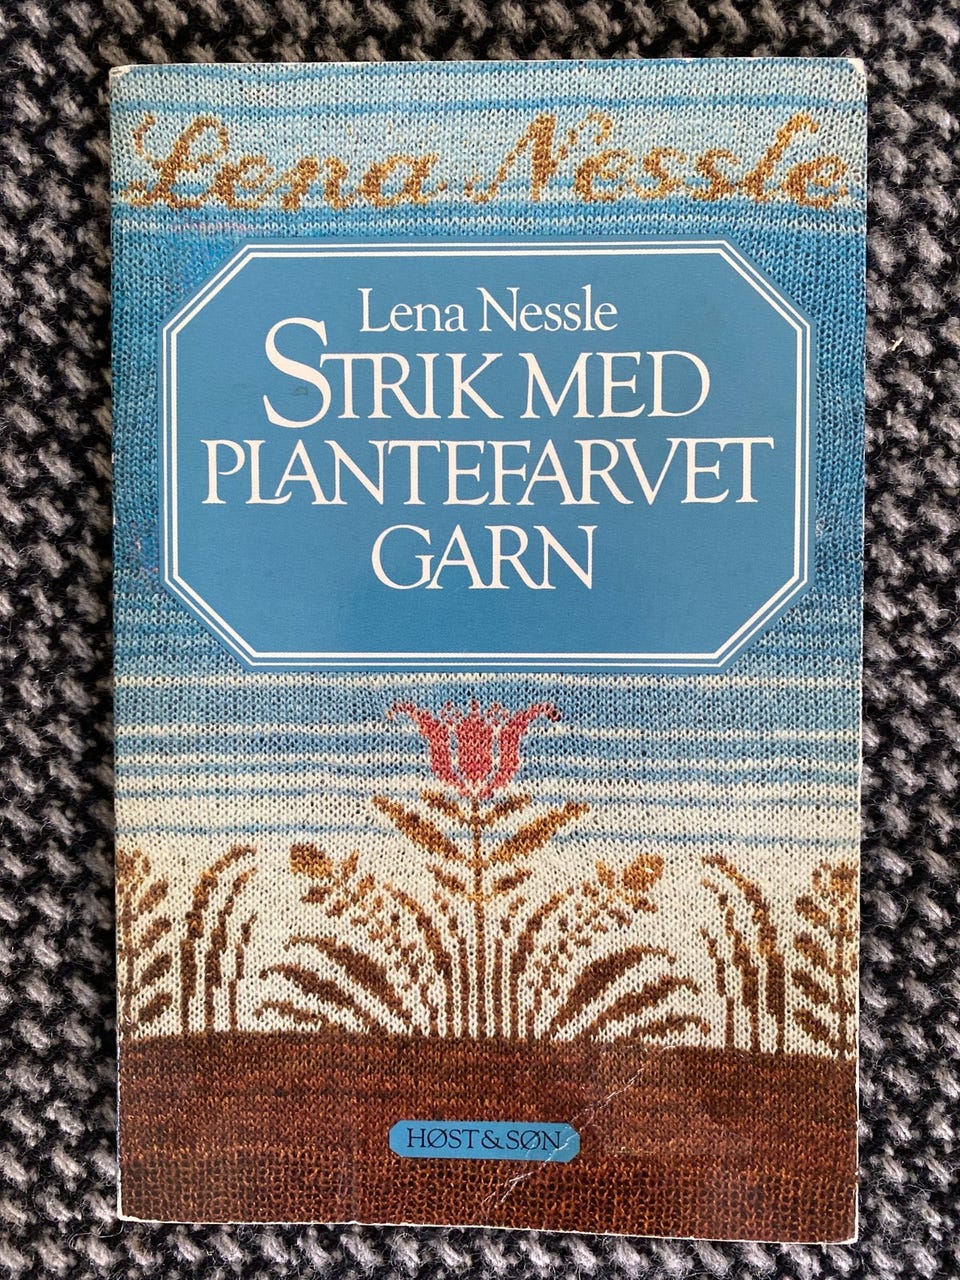 Lena Nessle
Lena Nessle
STRIK MED
PLANTEFARVET
GARN
HØST & SØN